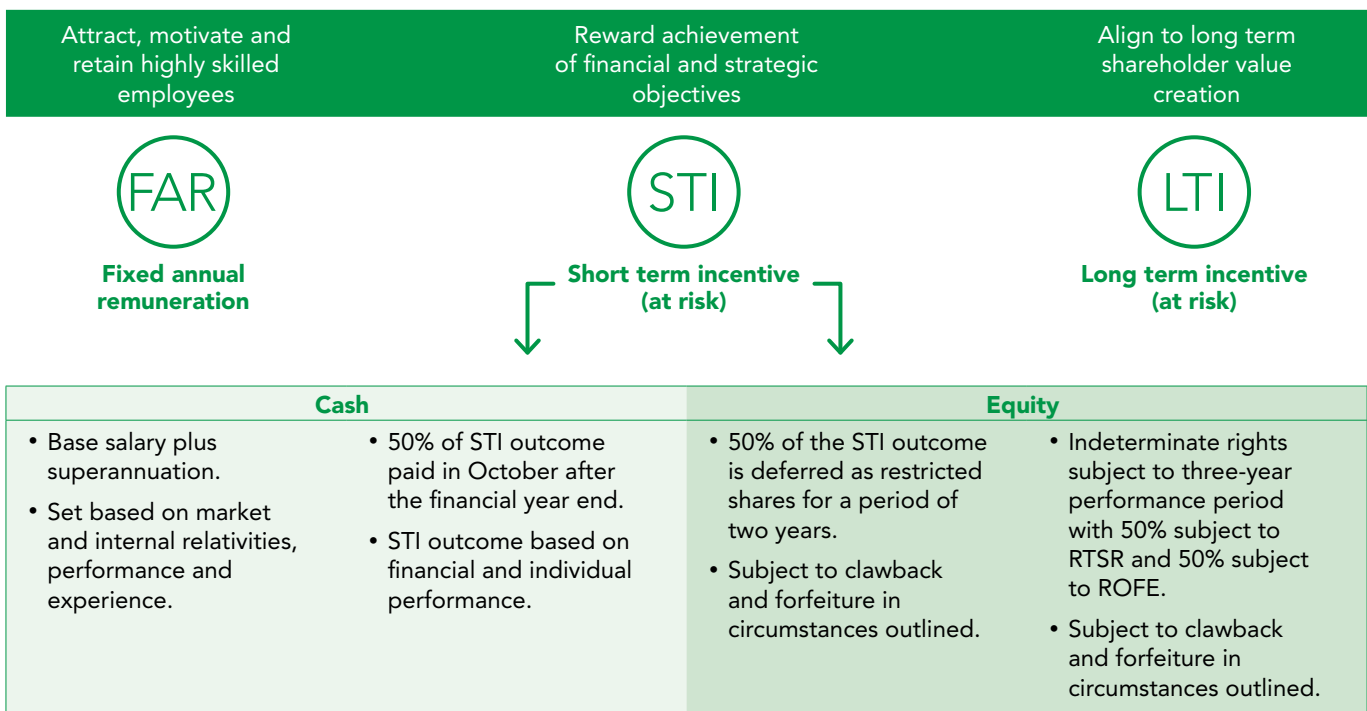 Attract, motivate and
retain highly skilled
employees
Reward achievement
of financial and strategic
objectives
Align to long term
shareholder value
creation
FAR
STI
LTI
Fixed annual
remuneration
Short term incentive
(at risk)
Long term incentive
(at risk)
Cash
Equity
• Base salary plus
superannuation.
• Set based on market
and internal relativities,
performance and
experience.
• 50% of STI outcome
paid in October after
the financial year end.
• STI outcome based on
financial and individual
performance.
• 50% of the STI outcome
is deferred as restricted
shares for a period of
two years.
• Subject to clawback
and forfeiture in
circumstances outlined.
• Indeterminate rights
subject to three-year
performance period
with 50% subject to
RTSR and 50% subject
to ROFE.
• Subject to clawback
and forfeiture in
circumstances outlined.